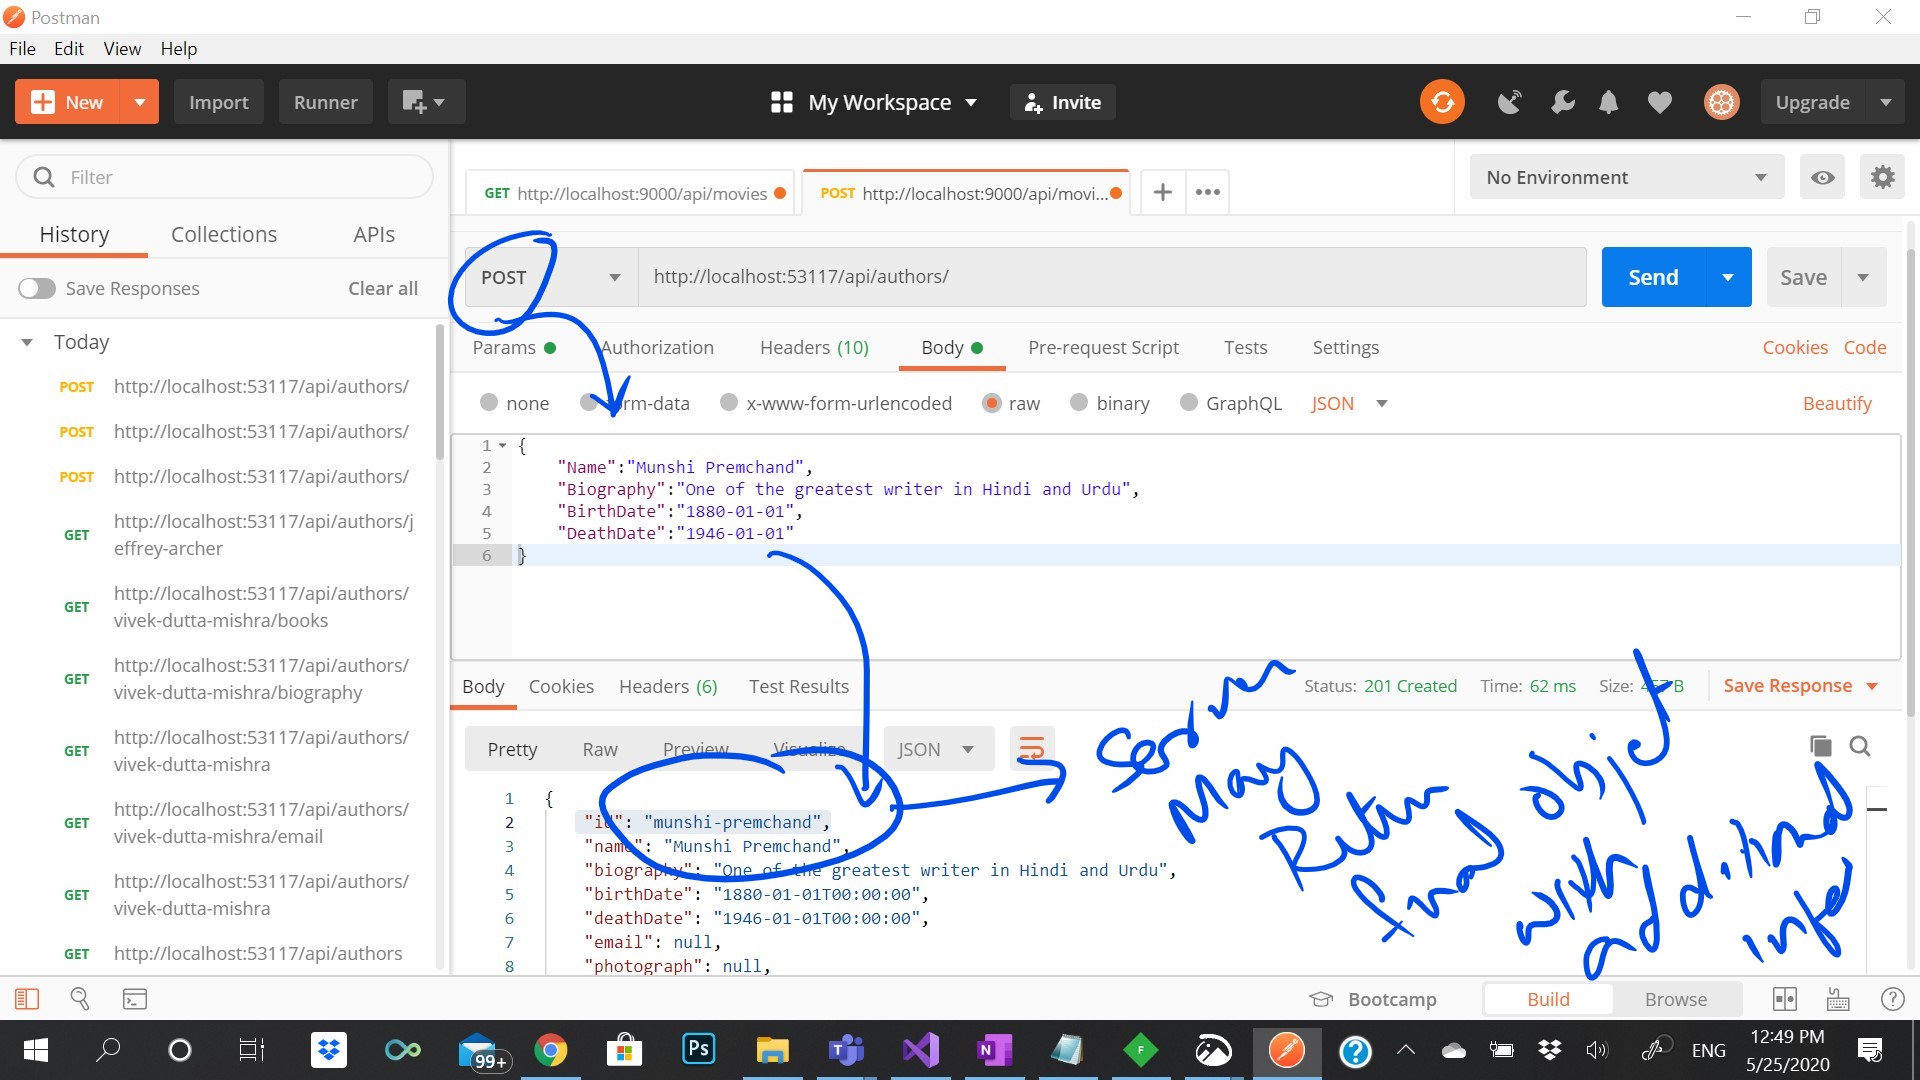 Postman
File Edit View Help
New Import Runner My Workspace Invite Upgrade
Filter
History Collections APIs
Save Responses Clear all
Today
POST http://localhost:53117/api/authors/
POST http://localhost:53117/api/authors/
POST http://localhost:53117/api/authors/
GET http://localhost:53117/api/authors/j
effrey-archer
GET http://localhost:53117/api/authors/
vivek-dutta-mishra/books
GET http://localhost:53117/api/authors/
vivek-dutta-mishra/biography
GET http://localhost:53117/api/authors/
vivek-dutta-mishra
GET http://localhost:53117/api/authors/
vivek-dutta-mishra/email
GET http://localhost:53117/api/authors/
vivek-dutta-mishra
GET http://localhost:53117/api/authors
GET http://localhost:9000/api/movies POST http://localhost:9000/api/movi... No Environment
POST http://localhost:53117/api/authors/ Send Save
Params Authorization Headers (10) Body Pre-request Script Tests Settings Cookies Code
none form-data x-www-form-urlencoded raw binary GraphQL JSON Beautify
1 {
2 "Name":"Munshi Premchand",
3 "Biography":"One of the greatest writer in Hindi and Urdu",
4 "BirthDate":"1880-01-01",
5 "DeathDate":"1946-01-01"
6 }
Body Cookies Headers (6) Test Results Status: 201 Created Time: 62 ms Size: 457 B Save Response
Pretty Raw Preview Visualize JSON
1 {
2 "id": "munshi-premchand",
3 "name": "Munshi Premchand",
4 "biography": "One of the greatest writer in Hindi and Urdu",
5 "birthDate": "1880-01-01T00:00:00",
6 "deathDate": "1946-01-01T00:00:00",
7 "email": null,
8 "photograph": null,
May
object
with
additional
info
Bootcamp Build Browse
Ps 99+ N F ENG 12:49 PM
5/25/2020